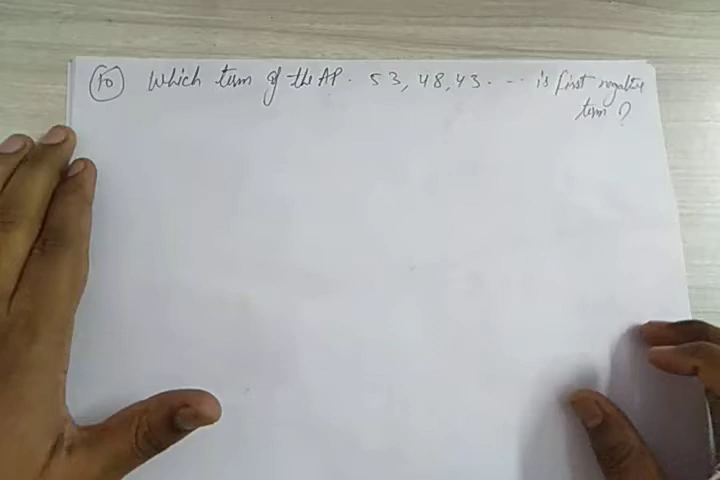 10 Which term of the AP. 53, 48, 43. ... is first negative
term ?